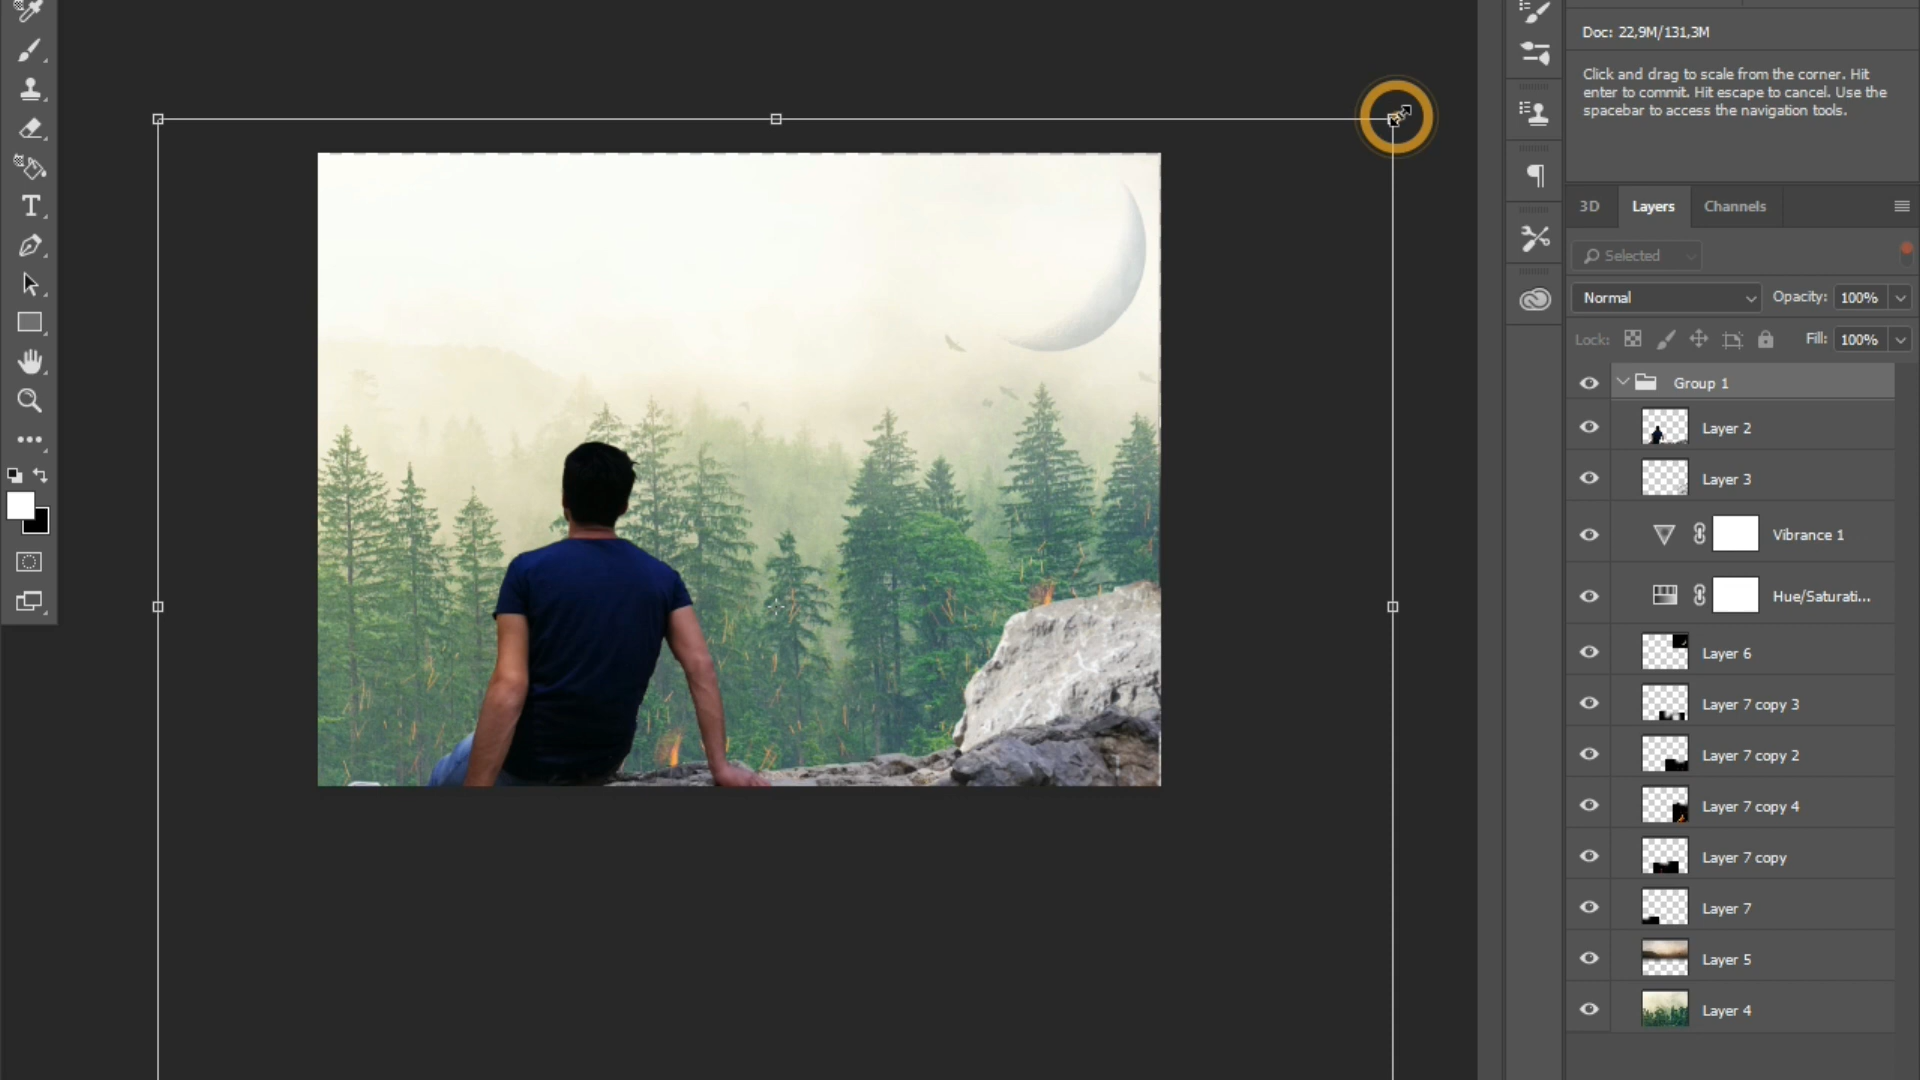 Doc: 22,9M/131,3M
Click and drag to scale from the corner. Hit
enter to commit. Hit escape to cancel. Use the
spacebar to access the navigation tools.
3D
Layers
Channels
Selected
Normal
Opacity: 100%
Lock:
Fill: 100%
Group 1
Layer 2
Layer 3
Vibrance 1
Hue/Saturati...
Layer 6
Layer 7 copy 3
Layer 7 copy 2
Layer 7 copy 4
Layer 7 copy
Layer 7
Layer 5
Layer 4